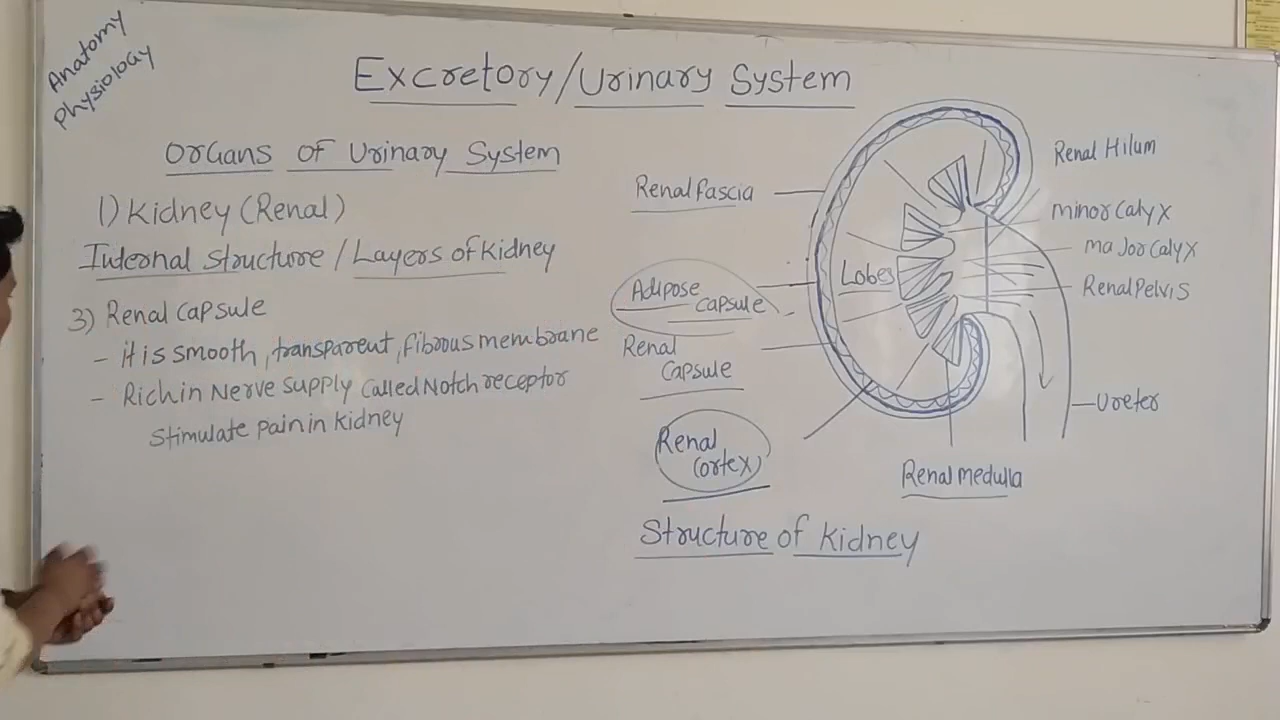 Anatomy
Physiology
Excretory/Urinary System
Organs of Urinary System
1) Kidney (Renal)
Internal Structure / Layers of Kidney
3) Renal Capsule
- it is smooth, transparent, fibrous membrane
- Rich in Nerve supply Called Notch receptor
Stimulate pain in kidney
Renal fascia
Adipose
Capsule
Renal
Capsule
Renal
Cortex
Lobes
Renal Hilum
minor Calyx
major Calyx
Renal Pelvis
Ureter
Renal medulla
Structure of Kidney